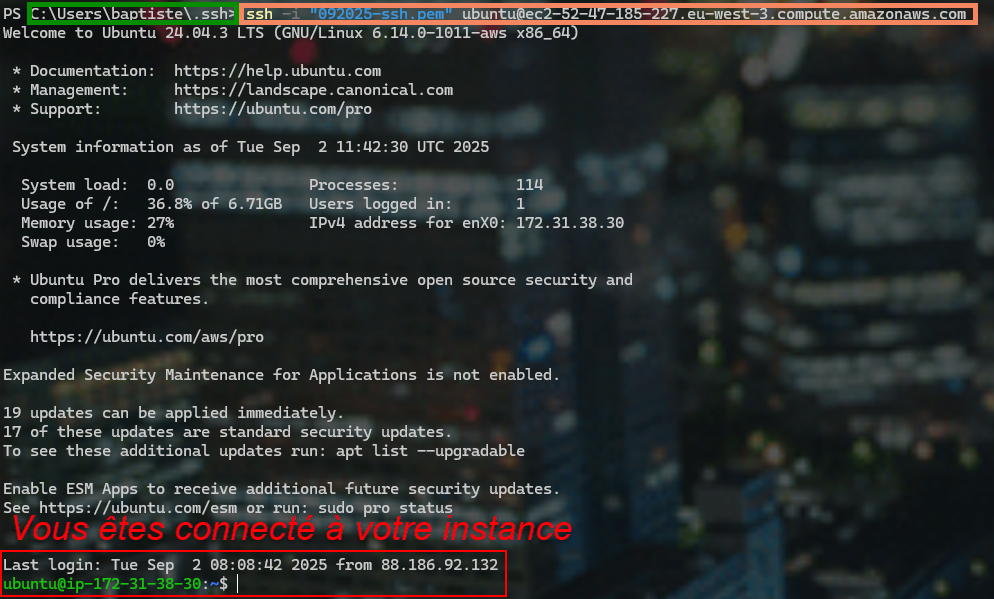 PS C:\Users\baptiste\.ssh> ssh -i "092025-ssh.pem" ubuntu@ec2-52-47-185-227.eu-west-3.compute.amazonaws.com
Welcome to Ubuntu 24.04.3 LTS (GNU/Linux 6.14.0-1011-aws x86_64)
* Documentation: https://help.ubuntu.com
* Management: https://landscape.canonical.com
* Support: https://ubuntu.com/pro
System information as of Tue Sep 2 11:42:30 UTC 2025
System load: 0.0 Processes: 114
Usage of /: 36.8% of 6.71GB Users logged in: 1
Memory usage: 27% IPv4 address for enX0: 172.31.38.30
Swap usage: 0%
* Ubuntu Pro delivers the most comprehensive open source security and
compliance features.
https://ubuntu.com/aws/pro
Expanded Security Maintenance for Applications is not enabled.
19 updates can be applied immediately.
17 of these updates are standard security updates.
To see these additional updates run: apt list --upgradable
Enable ESM Apps to receive additional future security updates.
See https://ubuntu.com/esm or run: sudo pro status
Vous êtes connecté à votre instance
Last login: Tue Sep 2 08:08:42 2025 from 88.186.92.132
ubuntu@ip-172-31-38-30:~$